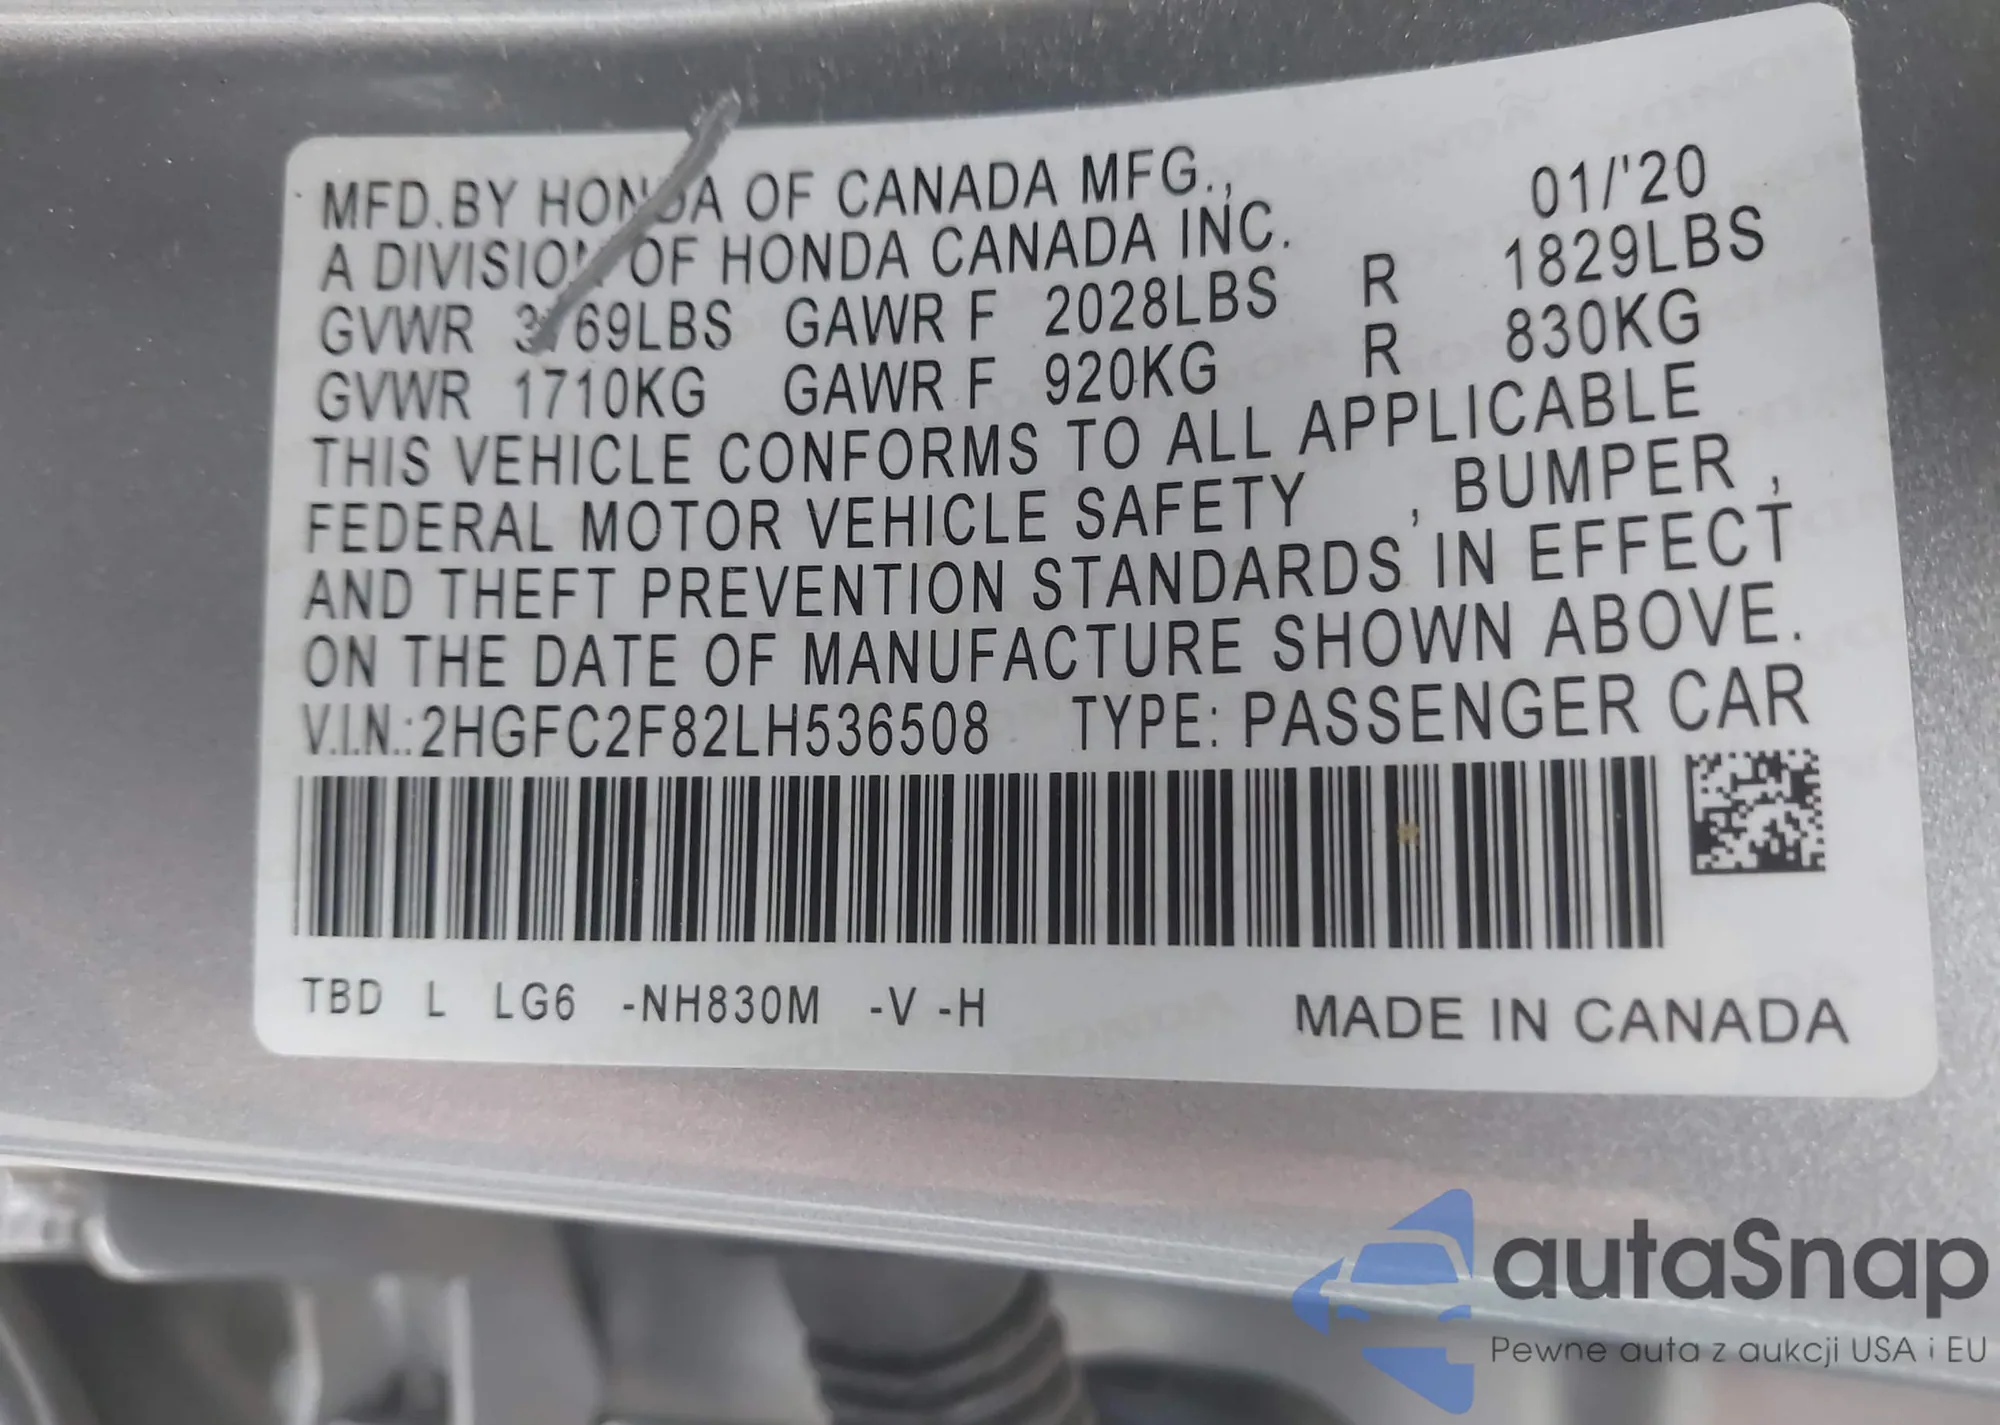 MFD.BY HONDA OF CANADA MFG., 01/'20
A DIVISION OF HONDA CANADA INC.
GVWR 3769LBS GAWR F 2028LBS R 1829LBS
GVWR 1710KG GAWR F 920KG R 830KG
THIS VEHICLE CONFORMS TO ALL APPLICABLE
FEDERAL MOTOR VEHICLE SAFETY , BUMPER ,
AND THEFT PREVENTION STANDARDS IN EFFECT
ON THE DATE OF MANUFACTURE SHOWN ABOVE.
V.I.N.:2HGFC2F82LH536508 TYPE: PASSENGER CAR
TBD L LG6 -NH830M -V -H MADE IN CANADA
autaSnap
Pewne auta z aukcji USA i EU